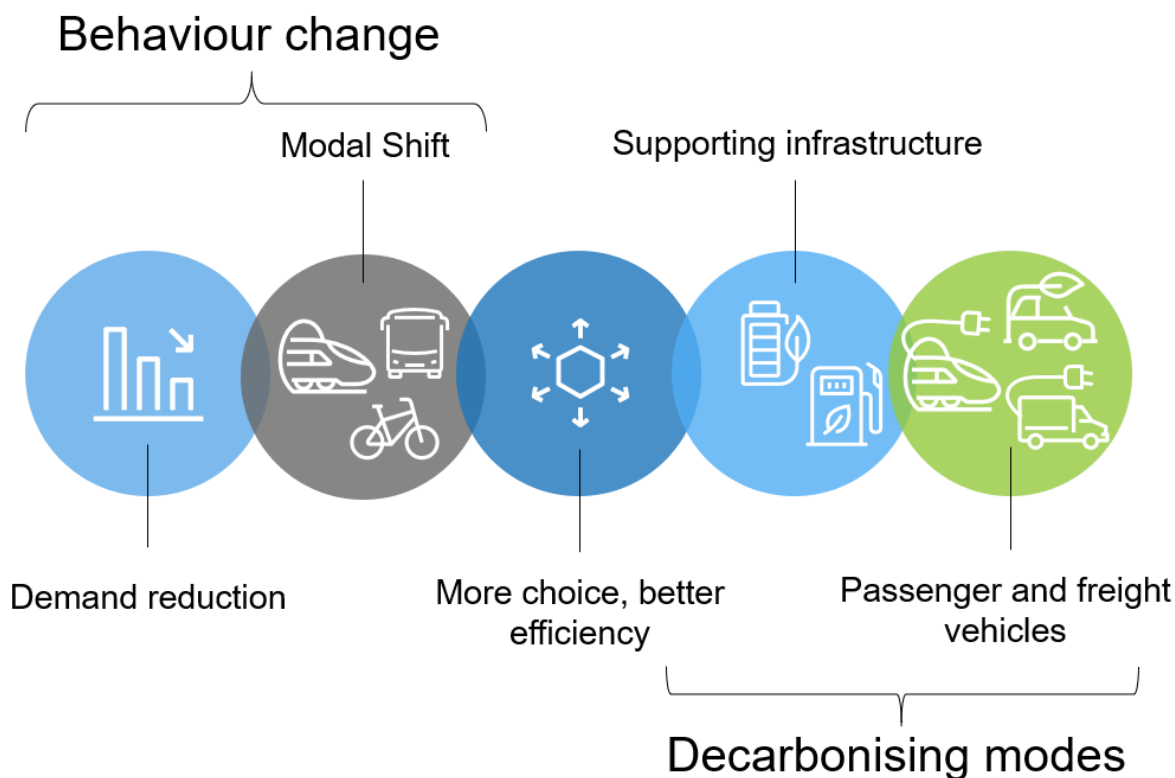 Behaviour change
Modal Shift
Supporting infrastructure
Demand reduction
More choice, better
efficiency
Passenger and freight
vehicles
Decarbonising modes